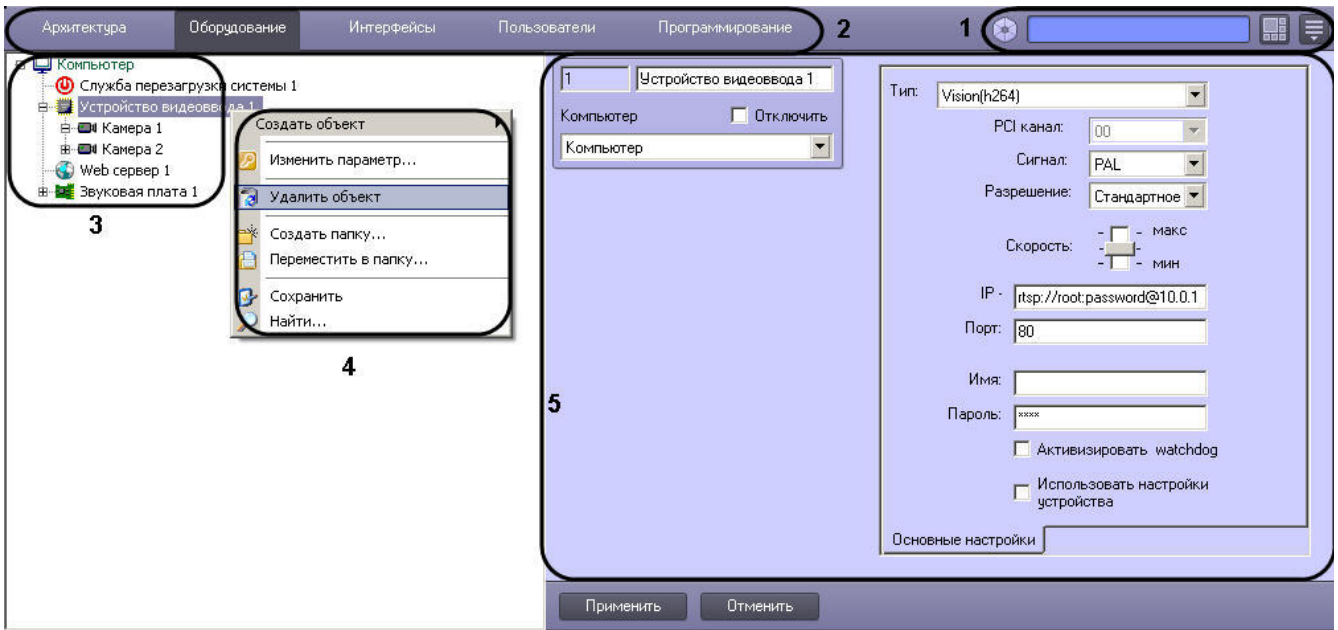 Архитектура Оборудование Интерфейсы Пользователи Программирование 2 1
Компьютер
Служба перезагрузки системы 1
Устройство видеоввода 1
Камера 1
Камера 2
Web сервер 1
Звуковая плата 1
3
Создать объект
Изменить параметр...
Удалить объект
Создать папку...
Переместить в папку...
Сохранить
Найти...
4
5
1 Устройство видеоввода 1
Компьютер Отключить
Компьютер
Тип: Vision(h264)
PCI канал: 00
Сигнал: PAL
Разрешение: Стандартное
Скорость: - - макс
- -
- - мин
IP - rtsp://root:password@10.0.1
Порт: 80
Имя:
Пароль: ****
Активизировать watchdog
Использовать настройки
устройства
Основные настройки
Применить Отменить